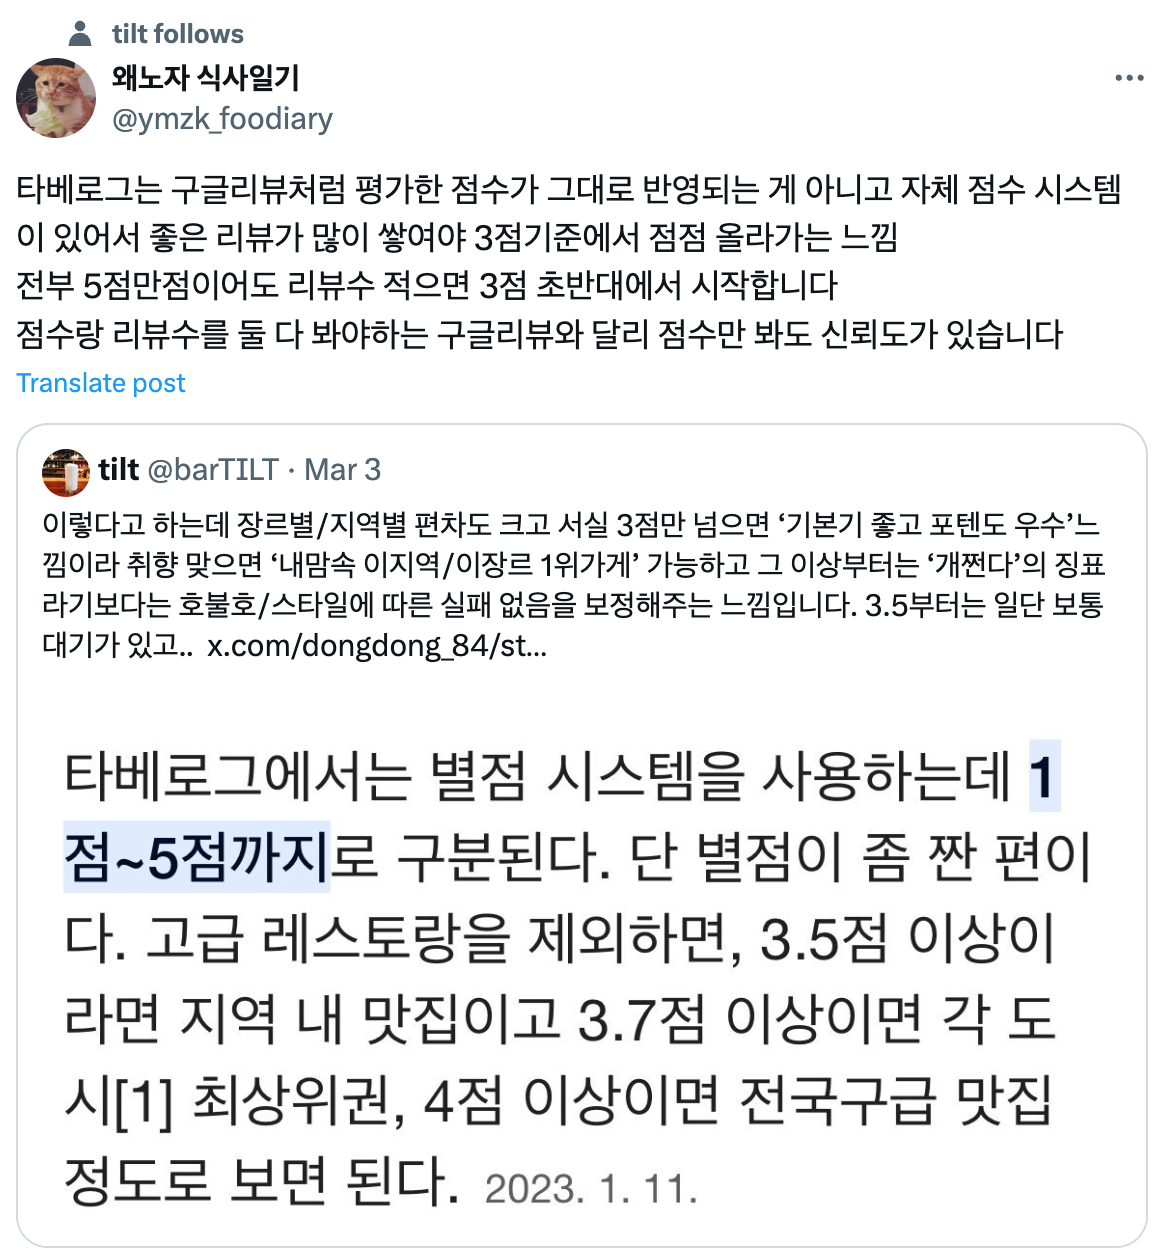 tilt follows
왜노자 식사일기
@ymzk_foodiary
타베로그는 구글리뷰처럼 평가한 점수가 그대로 반영되는 게 아니고 자체 점수 시스템
이 있어서 좋은 리뷰가 많이 쌓여야 3점기준에서 점점 올라가는 느낌
전부 5점만점이어도 리뷰수 적으면 3점 초반대에서 시작합니다
점수랑 리뷰수를 둘 다 봐야하는 구글리뷰와 달리 점수만 봐도 신뢰도가 있습니다
Translate post
tilt @barTILT · Mar 3
이렇다고 하는데 장르별/지역별 편차도 크고 서실 3점만 넘으면 ‘기본기 좋고 포텐도 우수’느
낌이라 취향 맞으면 ‘내맘속 이지역/이장르 1위가게’ 가능하고 그 이상부터는 ‘개쩐다’의 징표
라기보다는 호불호/스타일에 따른 실패 없음을 보정해주는 느낌입니다. 3.5부터는 일단 보통
대기가 있고.. x.com/dongdong_84/st...
타베로그에서는 별점 시스템을 사용하는데 1
점~5점까지로 구분된다. 단 별점이 좀 짠 편이
다. 고급 레스토랑을 제외하면, 3.5점 이상이
라면 지역 내 맛집이고 3.7점 이상이면 각 도
시[1] 최상위권, 4점 이상이면 전국구급 맛집
정도로 보면 된다. 2023. 1. 11.